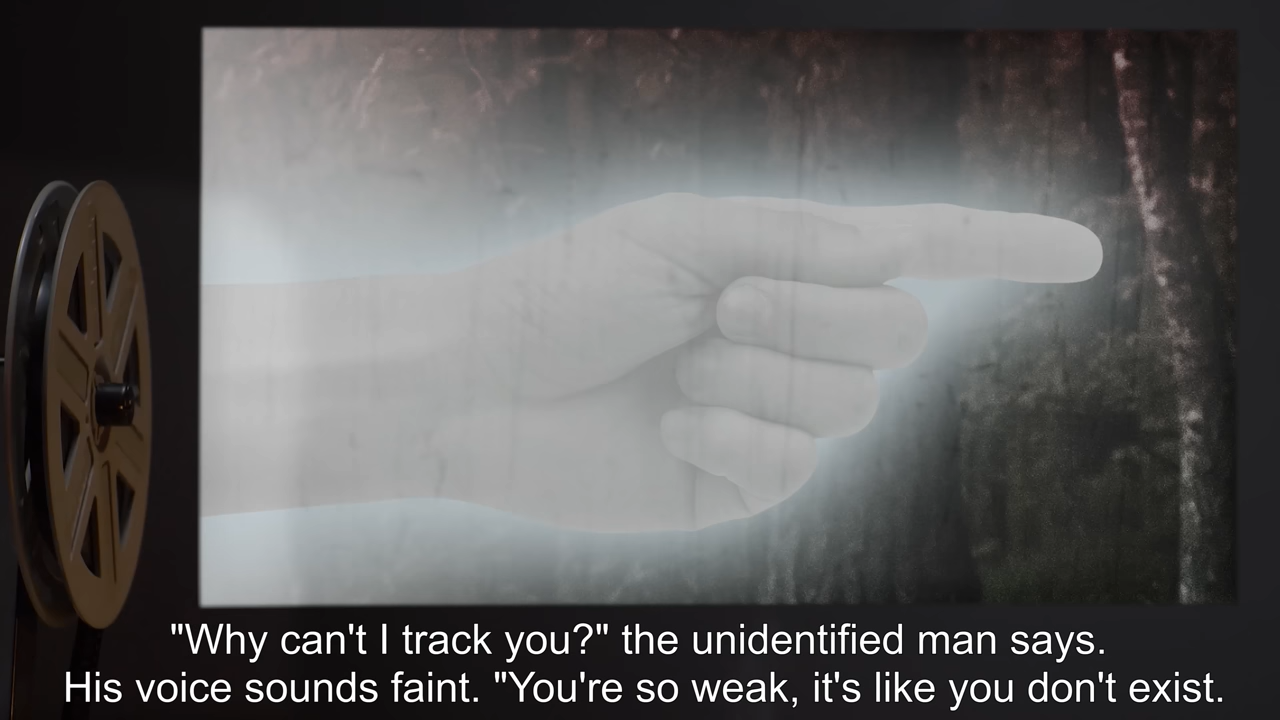 "Why can't I track you?" the unidentified man says.
His voice sounds faint. "You're so weak, it's like you don't exist.